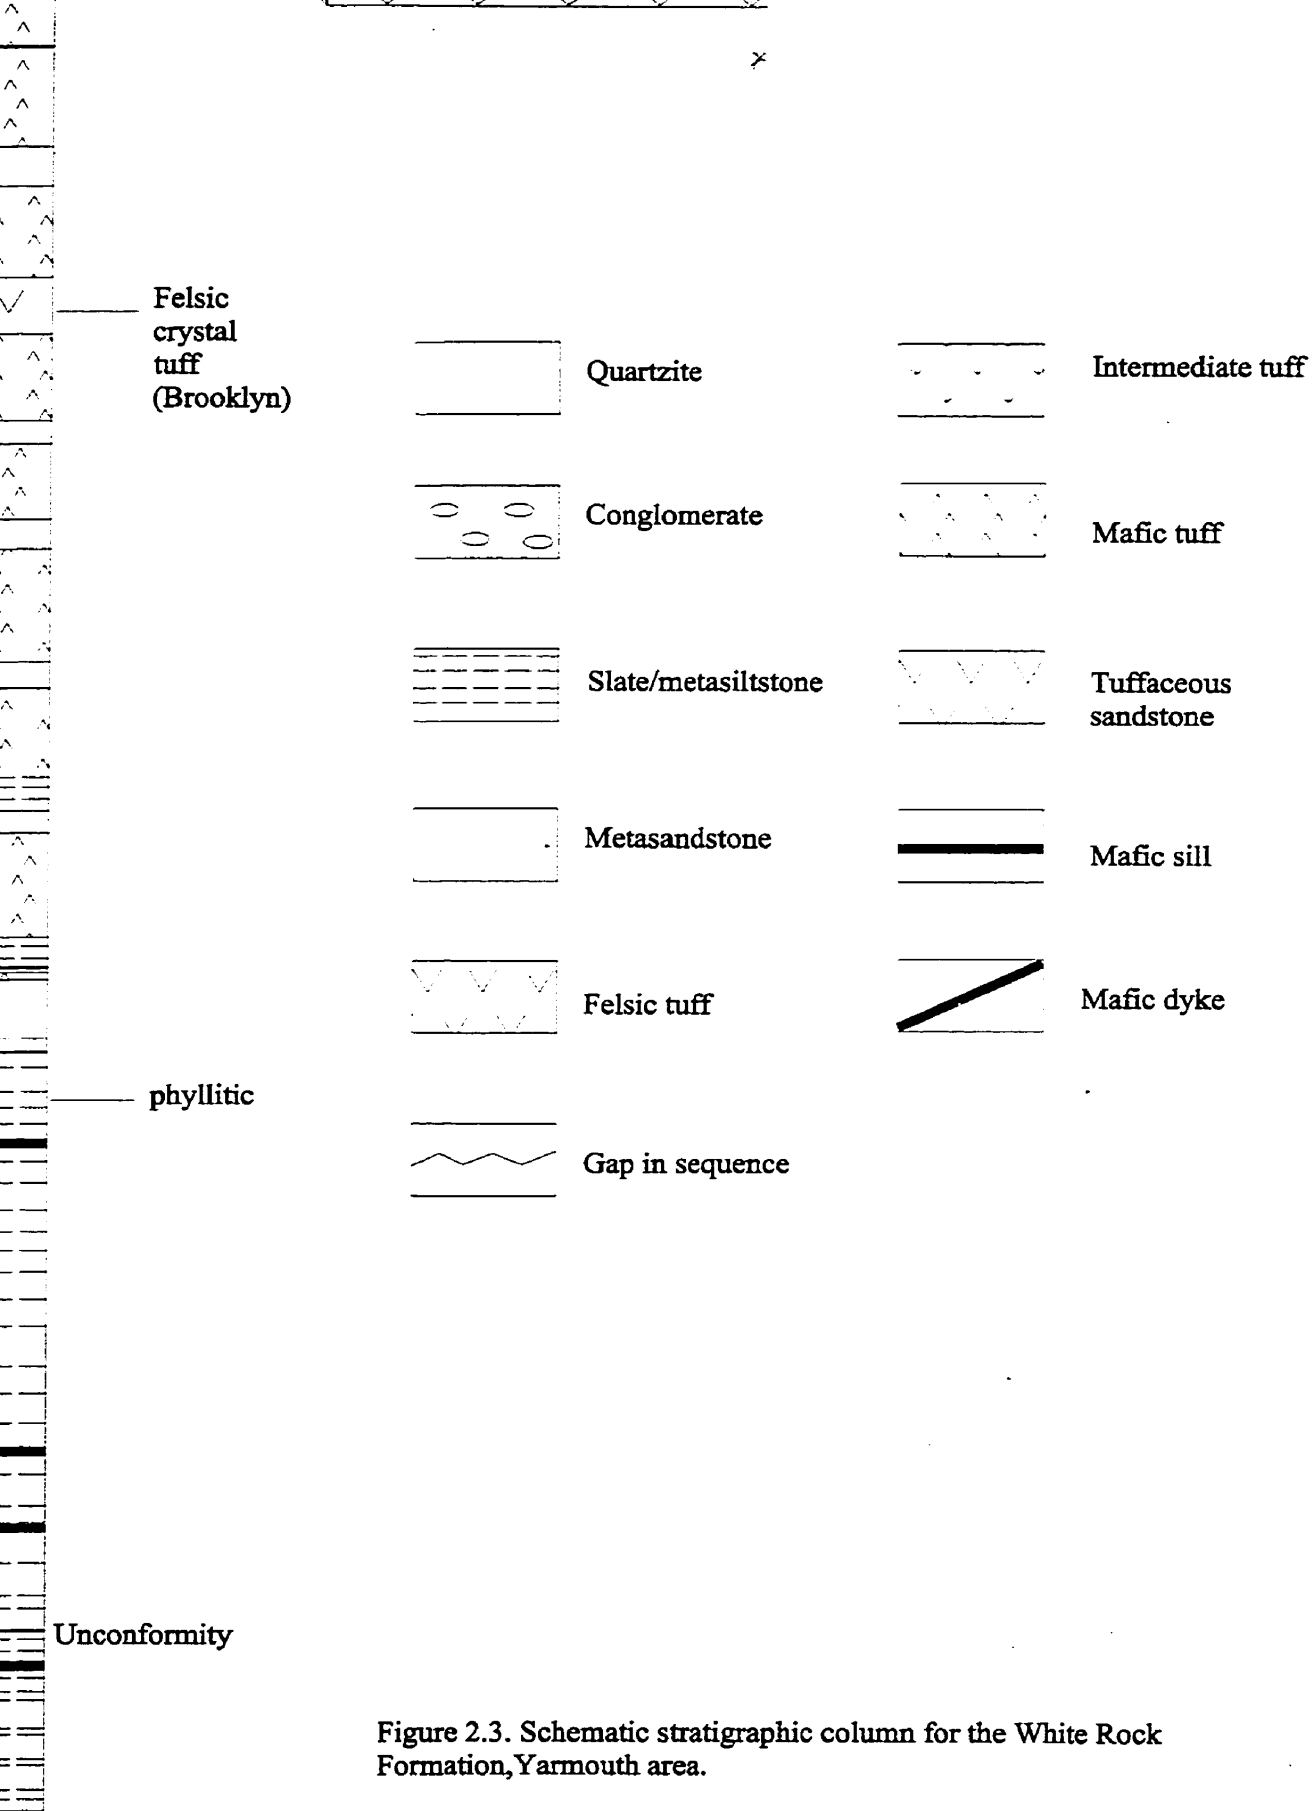 Felsic
crystal
tuff
(Brooklyn)
Quartzite
Intermediate tuff
Conglomerate
Mafic tuff
Slate/metasiltstone
Tuffaceous
sandstone
Metasandstone
Mafic sill
Felsic tuff
Mafic dyke
phyllitic
Gap in sequence
Unconformity
Figure 2.3. Schematic stratigraphic column for the White Rock
Formation, Yarmouth area.